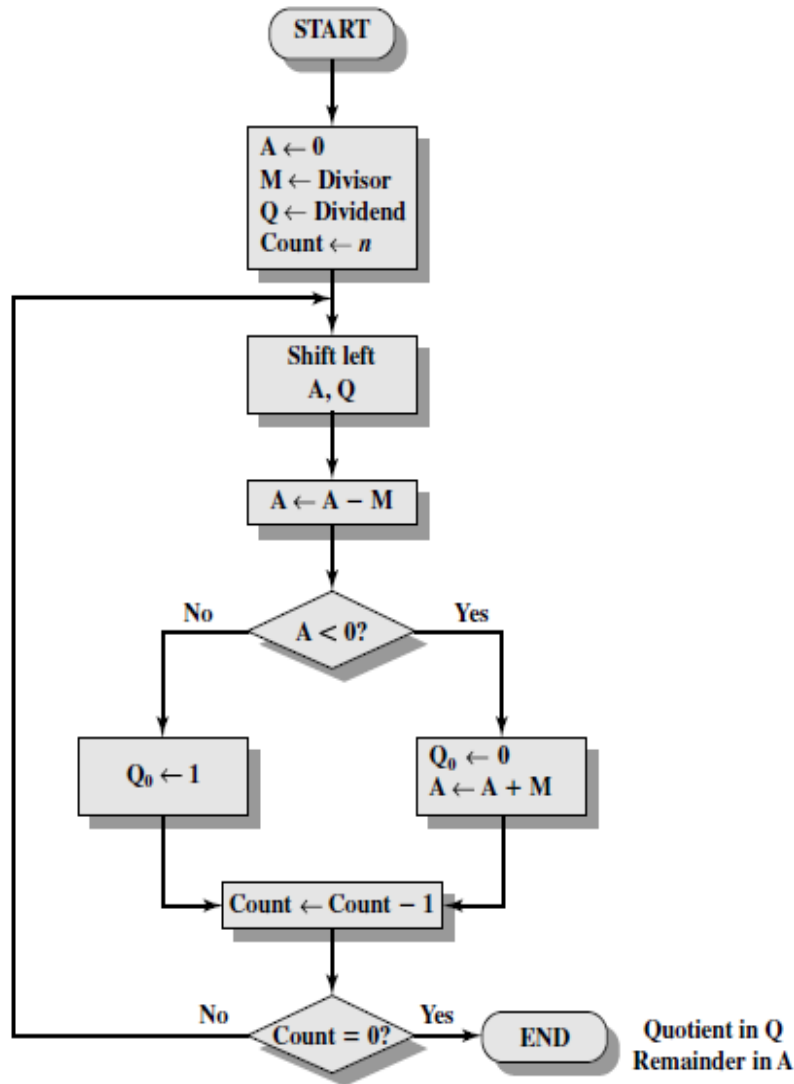 START
A ← 0
M ← Divisor
Q ← Dividend
Count ← n
Shift left
A, Q
A ← A − M
No
A < 0?
Yes
Q₀ ← 1
Q₀ ← 0
A ← A + M
Count ← Count − 1
No
Count = 0?
Yes
END
Quotient in Q
Remainder in A